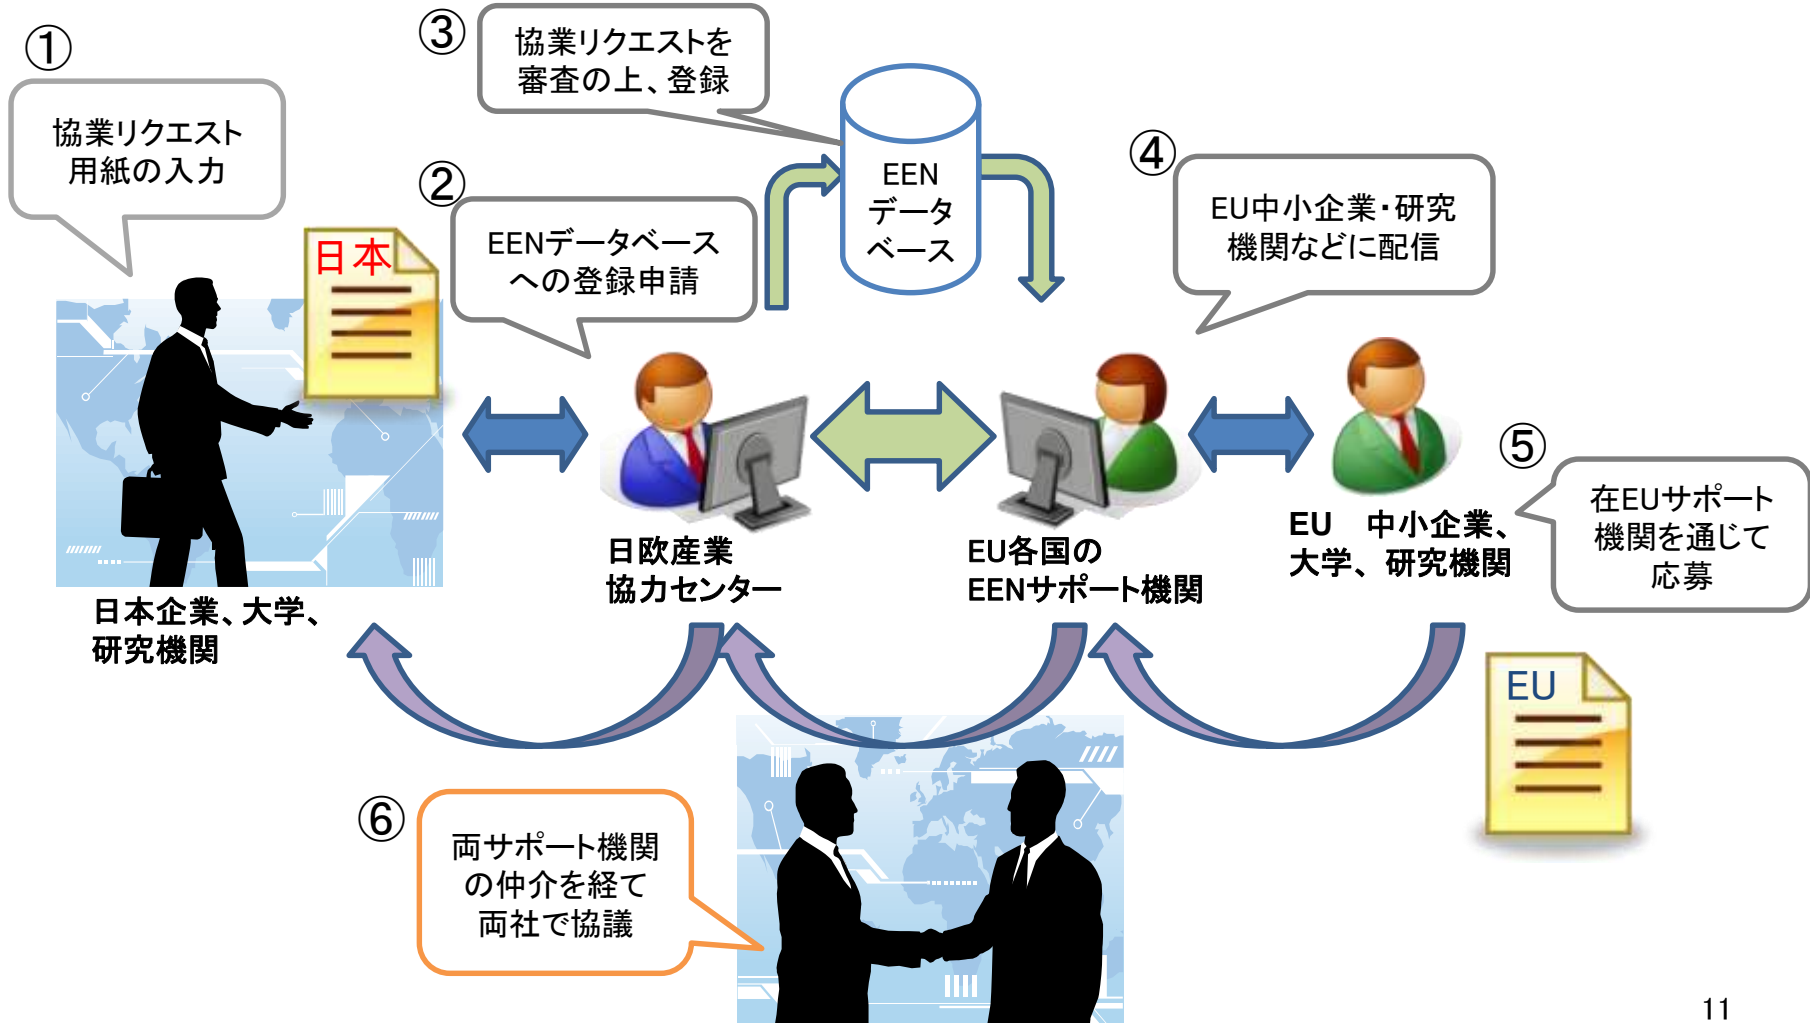 ①
協業リクエスト
用紙の入力
日本
日本企業、大学、
研究機関
②
EENデータベース
への登録申請
日欧産業
協力センター
③
協業リクエストを
審査の上、登録
EEN
データ
ベース
④
EU中小企業・研究
機関などに配信
EU各国の
EENサポート機関
EU　中小企業、
大学、研究機関
⑤
在EUサポート
機関を通じて
応募
EU
⑥
両サポート機関
の仲介を経て
両社で協議
11